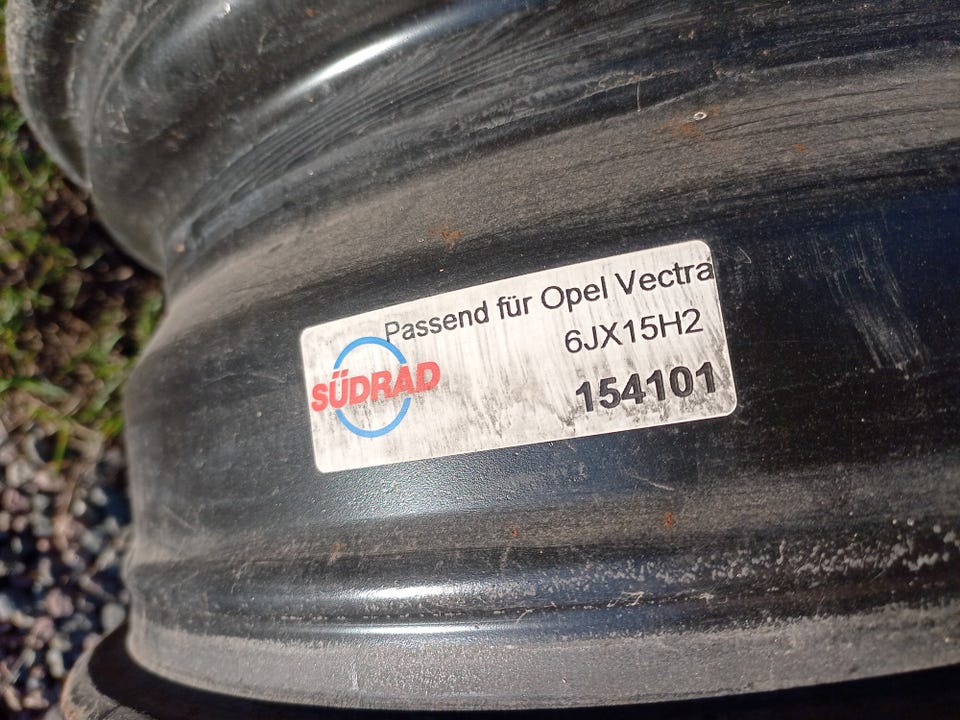 Passend für Opel Vectra
6JX15H2
SÜDRAD
154101